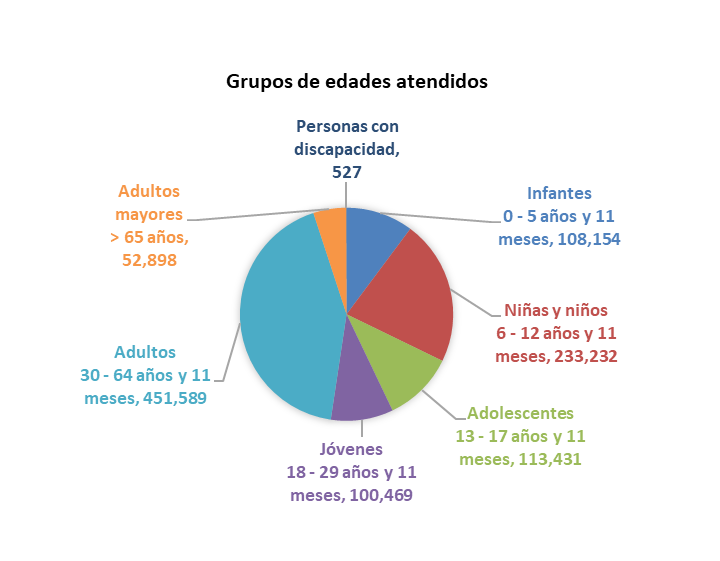 Grupos de edades atendidos
Personas con
discapacidad,
527
Infantes
0 - 5 años y 11
meses, 108,154
Niñas y niños
6 - 12 años y 11
meses, 233,232
Adolescentes
13 - 17 años y 11
meses, 113,431
Jóvenes
18 - 29 años y 11
meses, 100,469
Adultos
30 - 64 años y 11
meses, 451,589
Adultos
mayores
> 65 años,
52,898